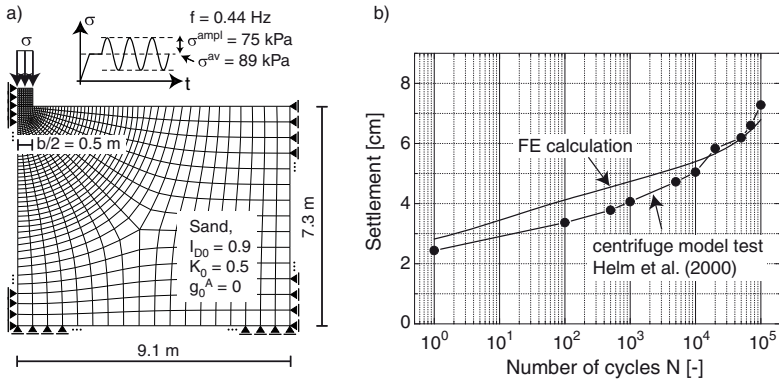 a)
σ
f = 0.44 Hz
σ^ampl = 75 kPa
σ^av = 89 kPa
t
σ
b/2 = 0.5 m
Sand,
I_D0 = 0.9
K_0 = 0.5
g_0^A = 0
7.3 m
9.1 m
b)
Settlement [cm]
8
6
4
2
0
FE calculation
centrifuge model test
Helm et al. (2000)
10^0 10^1 10^2 10^3 10^4 10^5
Number of cycles N [-]